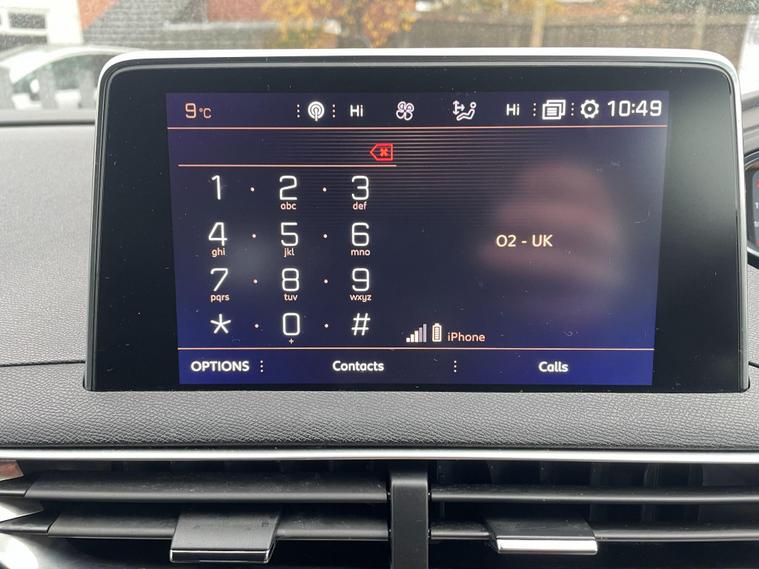 9°C Hi Hi 10:49
1 2 3
abc def
4 5 6
ghi jkl mno
O2 - UK
7 8 9
pqrs tuv wxyz
* 0 #
+
iPhone
OPTIONS Contacts Calls